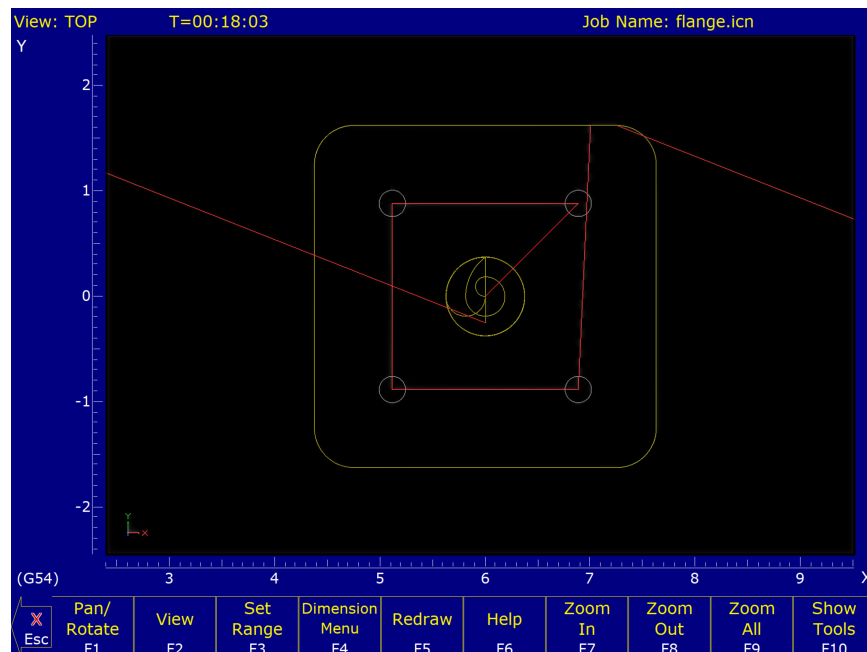 View: TOP T=00:18:03 Job Name: flange.icn
Y
2
1
0
-1
-2
Y
X
(G54) 3 4 5 6 7 8 9 X
X Esc
Pan/ Rotate F1
View F2
Set Range F3
Dimension Menu F4
Redraw F5
Help F6
Zoom In F7
Zoom Out F8
Zoom All F9
Show Tools F10